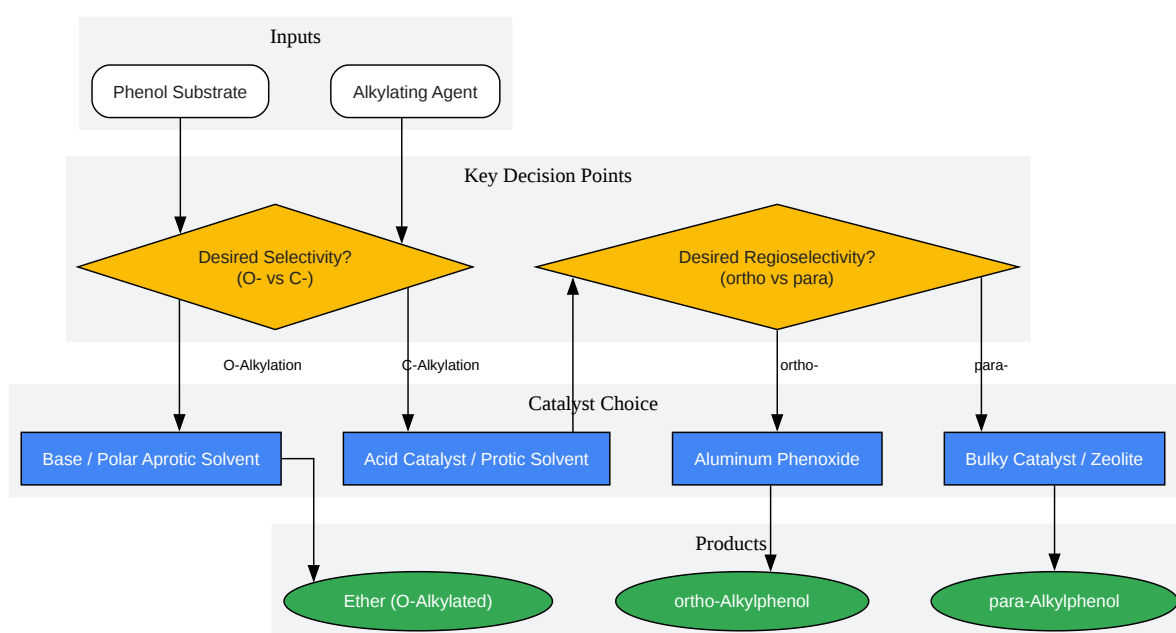 Inputs
Phenol Substrate
Alkylating Agent
Key Decision Points
Desired Selectivity?
(O- vs C-)
Desired Regioselectivity?
(ortho vs para)
O-Alkylation
C-Alkylation
ortho-
para-
Catalyst Choice
Base / Polar Aprotic Solvent
Acid Catalyst / Protic Solvent
Aluminum Phenoxide
Bulky Catalyst / Zeolite
Products
Ether (O-Alkylated)
ortho-Alkylphenol
para-Alkylphenol